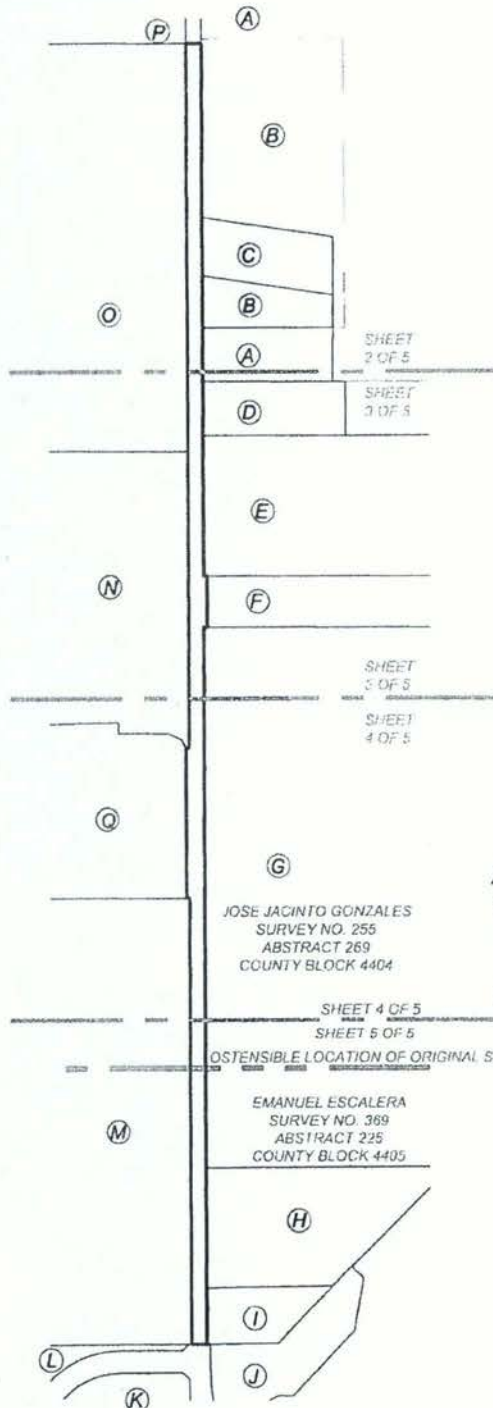 A
P
B
C
B
O
A
SHEET
2 OF 5
SHEET
3 OF 5
D
E
N
F
SHEET
3 OF 5
SHEET
4 OF 5
Q
G
JOSE JACINTO GONZALES
SURVEY NO. 255
ABSTRACT 269
COUNTY BLOCK 4404
SHEET 4 OF 5
SHEET 5 OF 5
OSTENSIBLE LOCATION OF ORIGINAL S
EMANUEL ESCALERA
SURVEY NO. 369
ABSTRACT 225
COUNTY BLOCK 4405
M
H
I
L
J
K